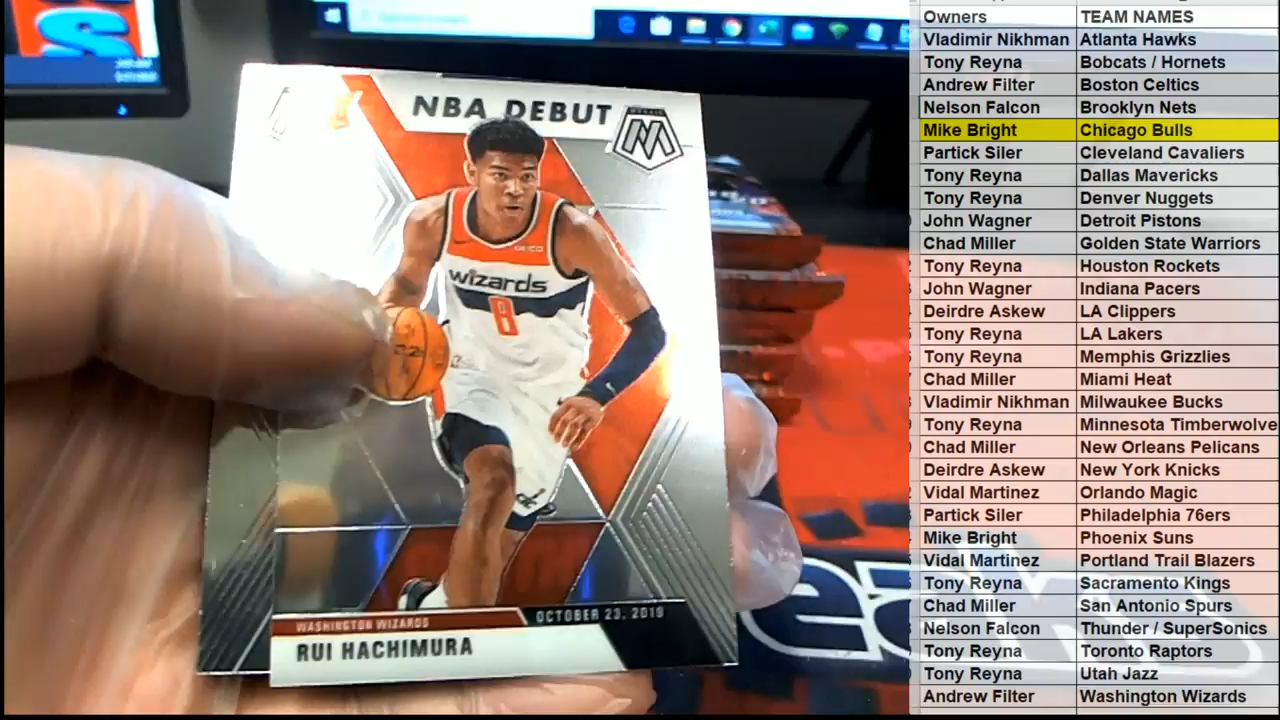 NBA DEBUT
MOSAIC
GEICO
wizards
8
WASHINGTON WIZARDS
OCTOBER 23, 2019
RUI HACHIMURA
Owners TEAM NAMES
Vladimir Nikhman Atlanta Hawks
Tony Reyna Bobcats / Hornets
Andrew Filter Boston Celtics
Nelson Falcon Brooklyn Nets
Mike Bright Chicago Bulls
Partick Siler Cleveland Cavaliers
Tony Reyna Dallas Mavericks
Tony Reyna Denver Nuggets
John Wagner Detroit Pistons
Chad Miller Golden State Warriors
Tony Reyna Houston Rockets
John Wagner Indiana Pacers
Deirdre Askew LA Clippers
Tony Reyna LA Lakers
Tony Reyna Memphis Grizzlies
Chad Miller Miami Heat
Vladimir Nikhman Milwaukee Bucks
Tony Reyna Minnesota Timberwolve
Chad Miller New Orleans Pelicans
Deirdre Askew New York Knicks
Vidal Martinez Orlando Magic
Partick Siler Philadelphia 76ers
Mike Bright Phoenix Suns
Vidal Martinez Portland Trail Blazers
Tony Reyna Sacramento Kings
Chad Miller San Antonio Spurs
Nelson Falcon Thunder / SuperSonics
Tony Reyna Toronto Raptors
Tony Reyna Utah Jazz
Andrew Filter Washington Wizards